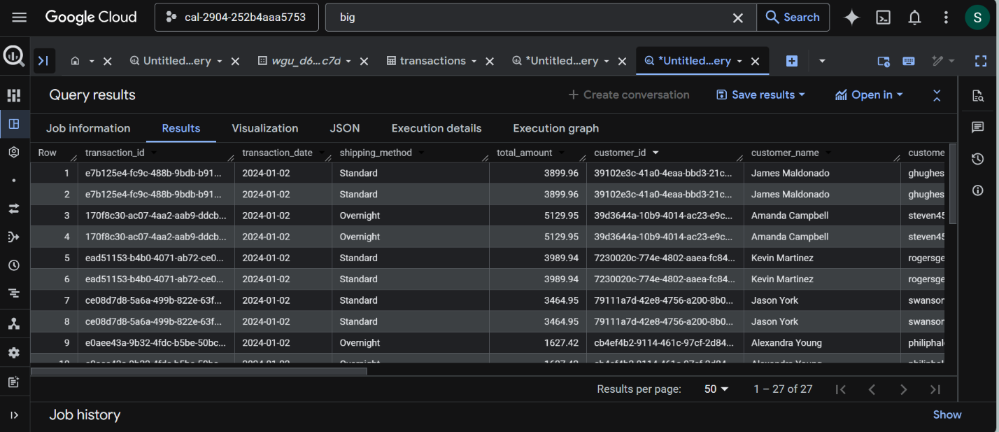 Google Cloud cal-2904-252b4aaa5753 big Search S
Untitled...ery wgu_d6...c7d transactions *Untitled...ery *Untitled...ery
Query results Create conversation Save results Open in
Job information Results Visualization JSON Execution details Execution graph
Row transaction_id transaction_date shipping_method total_amount customer_id customer_name custome
1 e7b125e4-fc9c-488b-9bdb-b91... 2024-01-02 Standard 3899.96 39102e3c-41a0-4eaa-bbd3-21c... James Maldonado ghughes
2 e7b125e4-fc9c-488b-9bdb-b91... 2024-01-02 Standard 3899.96 39102e3c-41a0-4eaa-bbd3-21c... James Maldonado ghughes
3 170f8c30-ac07-4aa2-aab9-ddcb... 2024-01-02 Overnight 5129.95 39d3644a-10b9-4014-ac23-e9c... Amanda Campbell steven45
4 170f8c30-ac07-4aa2-aab9-ddcb... 2024-01-02 Overnight 5129.95 39d3644a-10b9-4014-ac23-e9c... Amanda Campbell steven45
5 ead51153-b4b0-4071-ab72-ce0... 2024-01-02 Standard 3989.94 7230020c-774e-4802-aaea-fc84... Kevin Martinez rogersge
6 ead51153-b4b0-4071-ab72-ce0... 2024-01-02 Standard 3989.94 7230020c-774e-4802-aaea-fc84... Kevin Martinez rogersge
7 ce08d7d8-5a6a-499b-822e-63f... 2024-01-02 Standard 3464.95 79111a7d-42e8-4756-a200-8b0... Jason York swanson
8 ce08d7d8-5a6a-499b-822e-63f... 2024-01-02 Standard 3464.95 79111a7d-42e8-4756-a200-8b0... Jason York swanson
9 e0aee43a-9b32-4fdc-b5be-50bc... 2024-01-02 Overnight 1627.42 cb4ef4b2-9114-461c-97cf-2d84... Alexandra Young philiphal
Results per page: 50 1 – 27 of 27
Job history Show